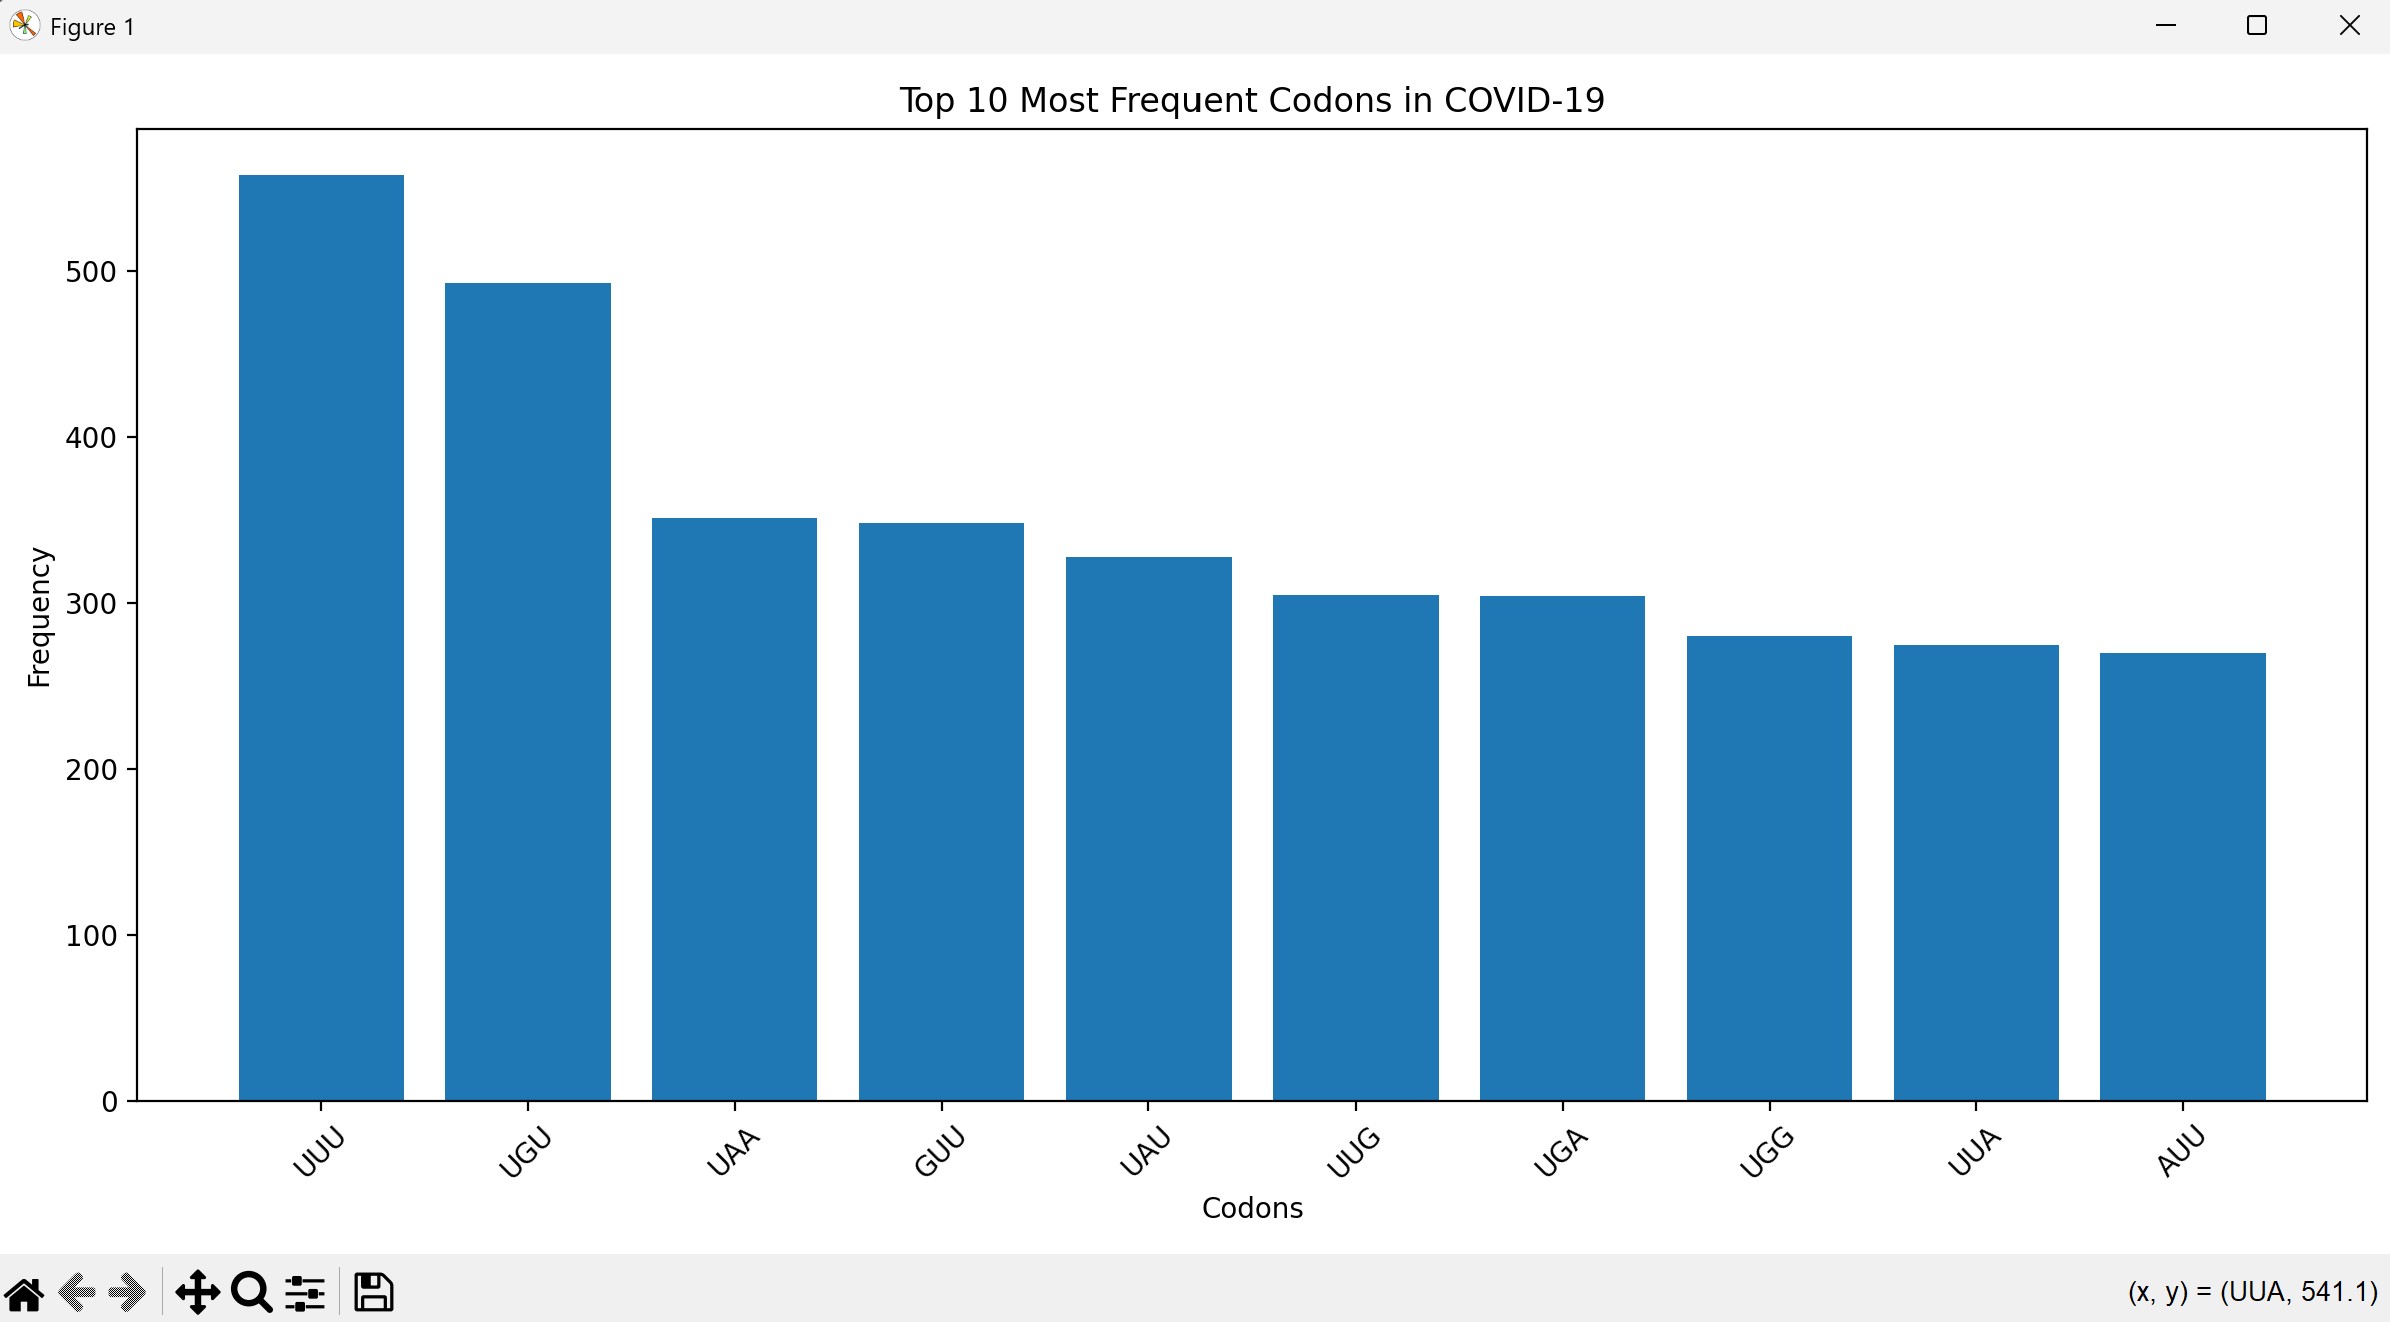 Figure 1
Top 10 Most Frequent Codons in COVID-19
Frequency
500
400
300
200
100
0
UUU UGU UAA GUU UAU UUG UGA UGG UUA AUU
Codons
(x, y) = (UUA, 541.1)